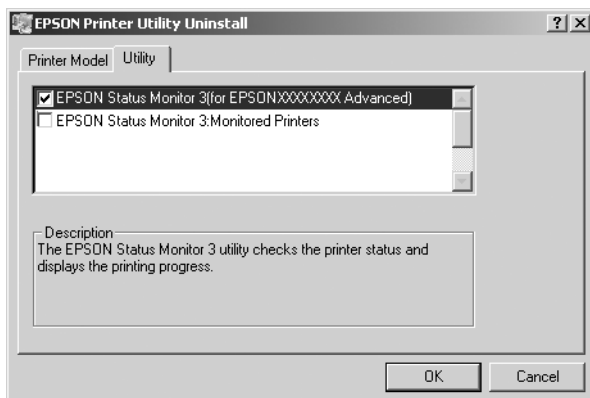 EPSON Printer Utility Uninstall
Printer Model Utility
EPSON Status Monitor 3(for EPSONXXXXXXXX Advanced)
EPSON Status Monitor 3:Monitored Printers
Description
The EPSON Status Monitor 3 utility checks the printer status and
displays the printing progress.
OK Cancel